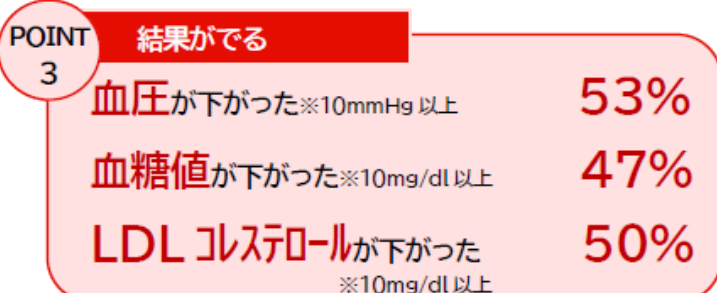 POINT
3
結果がでる
血圧が下がった※10mmHg 以上 53%
血糖値が下がった※10mg/dl 以上 47%
LDL ｺﾚｽﾃﾛｰﾙが下がった 50%
※10mg/dl 以上